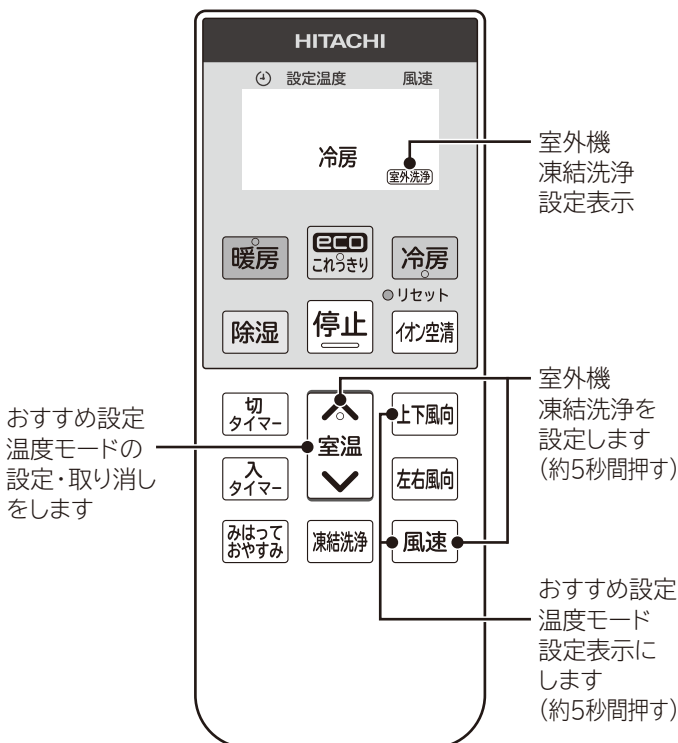 HITACHI
設定温度 風速
冷房
室外洗浄
室外機
凍結洗浄
設定表示
暖房
eco
これっきり
冷房
リセット
除湿
停止
イオン空清
切
タイマー
室温
上下風向
入
タイマー
左右風向
みはって
おやすみ
凍結洗浄
風速
おすすめ設定
温度モードの
設定・取り消し
をします
室外機
凍結洗浄を
設定します
(約5秒間押す)
おすすめ設定
温度モード
設定表示に
します
(約5秒間押す)